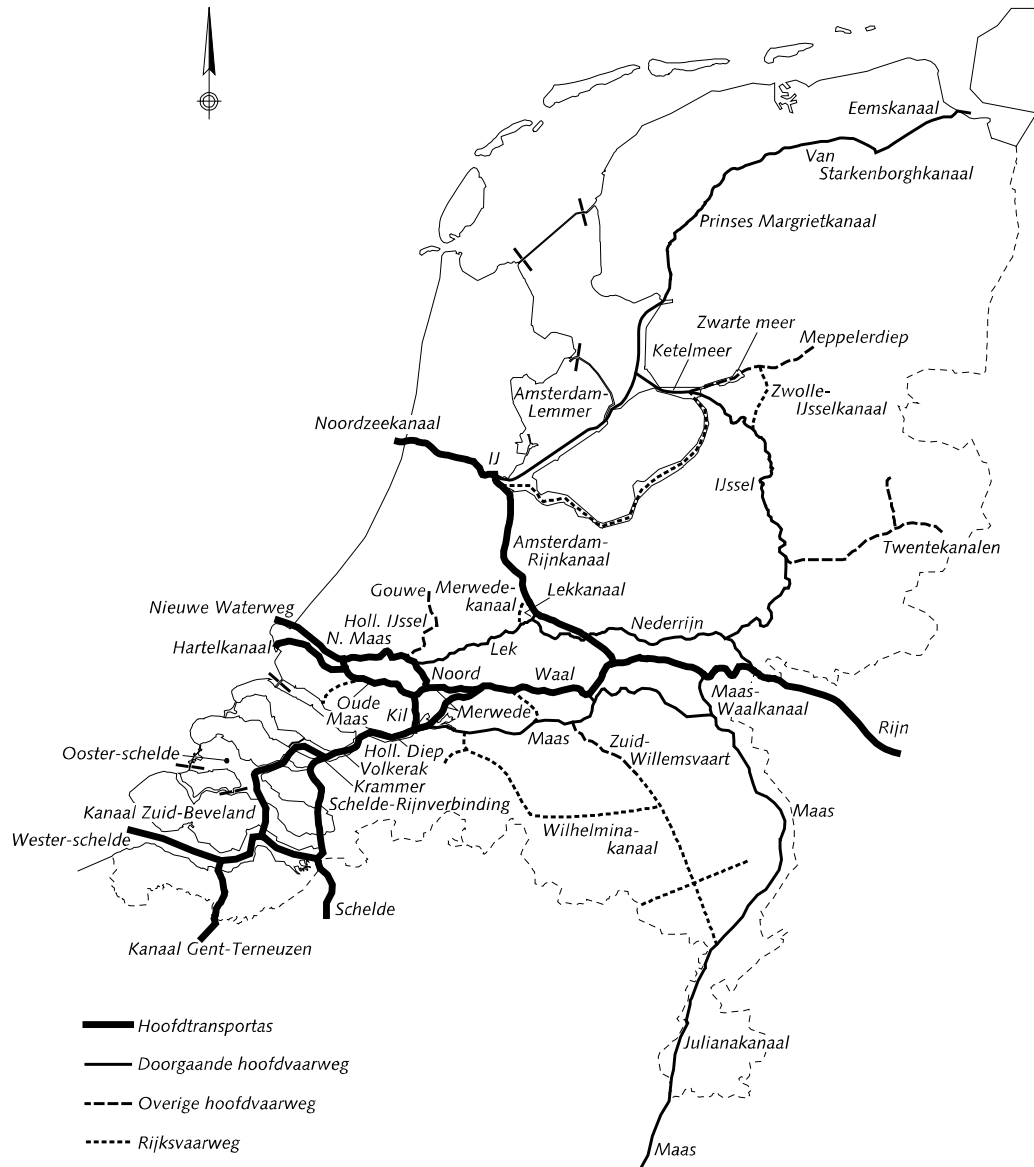 Eemskanaal
Van
Starkenborghkanaal
Prinses Margrietkanaal
Zwarte meer
Meppelerdiep
Ketelmeer
Amsterdam-
Lemmer
Zwolle-
IJsselkanaal
Noordzeekanaal
IJ
IJssel
Amsterdam-
Rijnkanaal
Twentekanalen
Gouwe
Merwede-
kanaal
Lekkanaal
Nieuwe Waterweg
Holl. IJssel
N. Maas
Nederrijn
Hartelkanaal
Lek
Noord
Waal
Oude
Maas
Kil
Merwede
Maas-
Waalkanaal
Rijn
Maas
Zuid-
Willemsvaart
Holl. Diep
Ooster-schelde
Volkerak
Krammer
Schelde-Rijnverbinding
Kanaal Zuid-Beveland
Maas
Wester-schelde
Wilhelmina-
kanaal
Schelde
Kanaal Gent-Terneuzen
Hoofdtransportas
Julianakanaal
Doorgaande hoofdvaarweg
Overige hoofdvaarweg
Rijksvaarweg
Maas